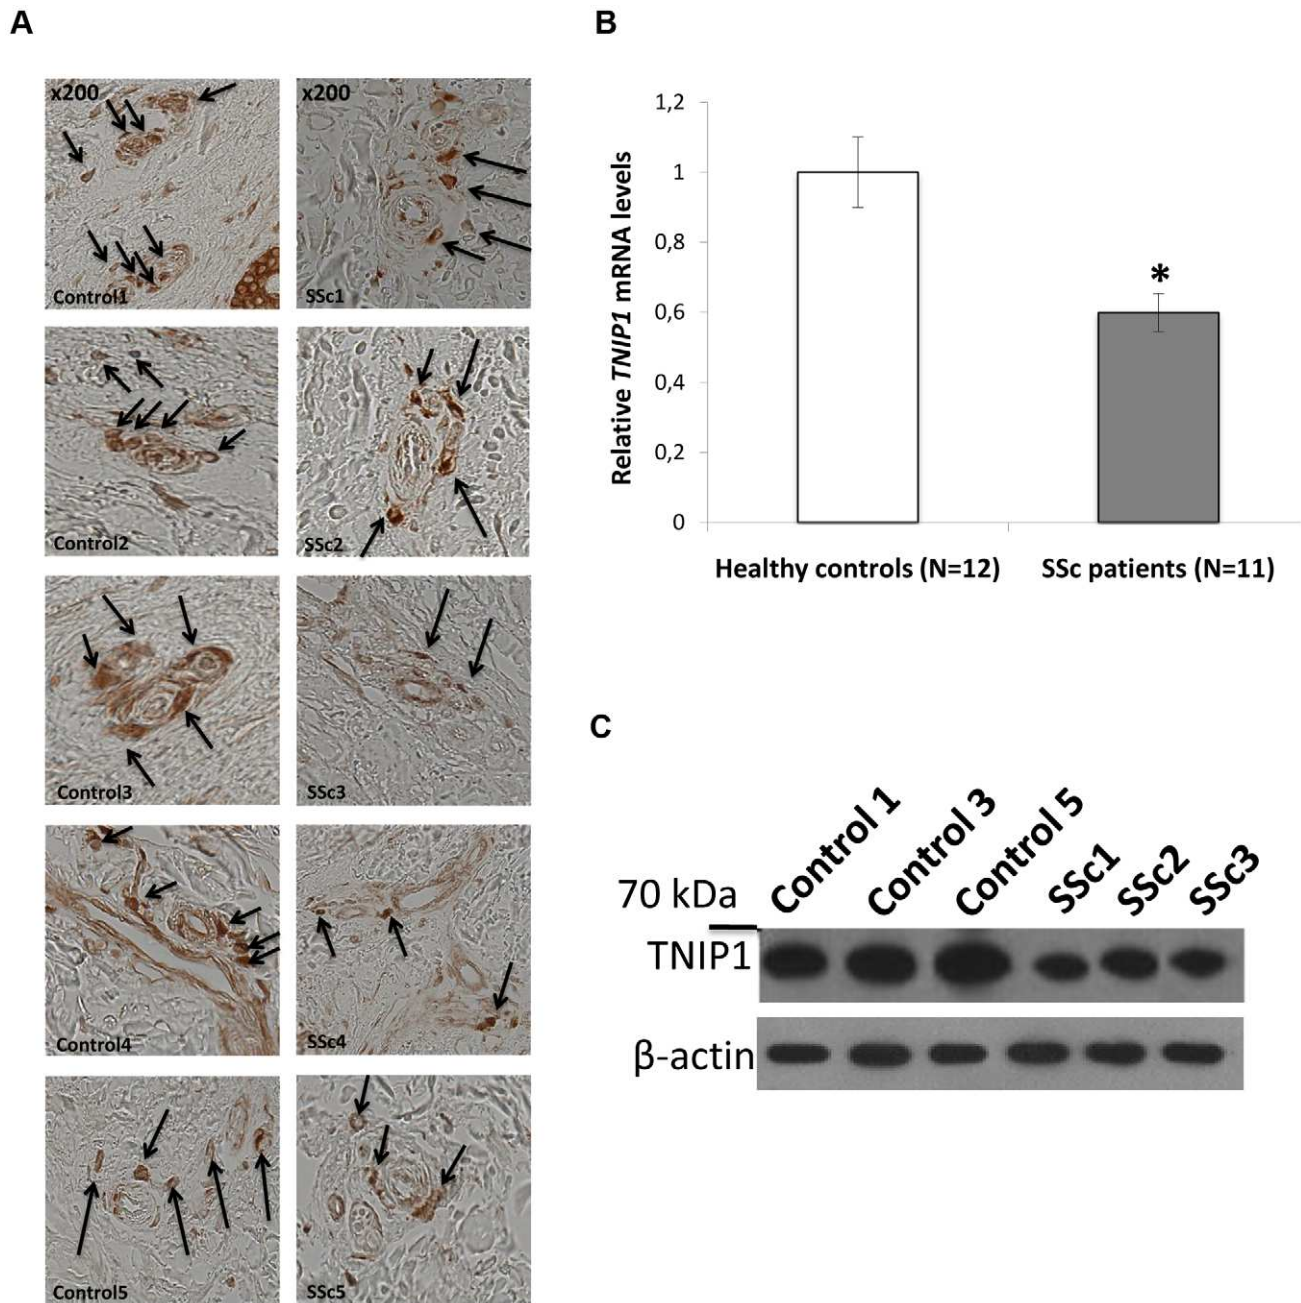 A
x200
x200
Control1
SSc1
Control2
SSc2
Control3
SSc3
Control4
SSc4
Control5
SSc5
B
Relative TNIP1 mRNA levels
1,2
1
0,8
0,6
0,4
0,2
0
*
Healthy controls (N=12)
SSc patients (N=11)
C
Control 1
Control 3
Control 5
SSc1
SSc2
SSc3
70 kDa
TNIP1
β-actin